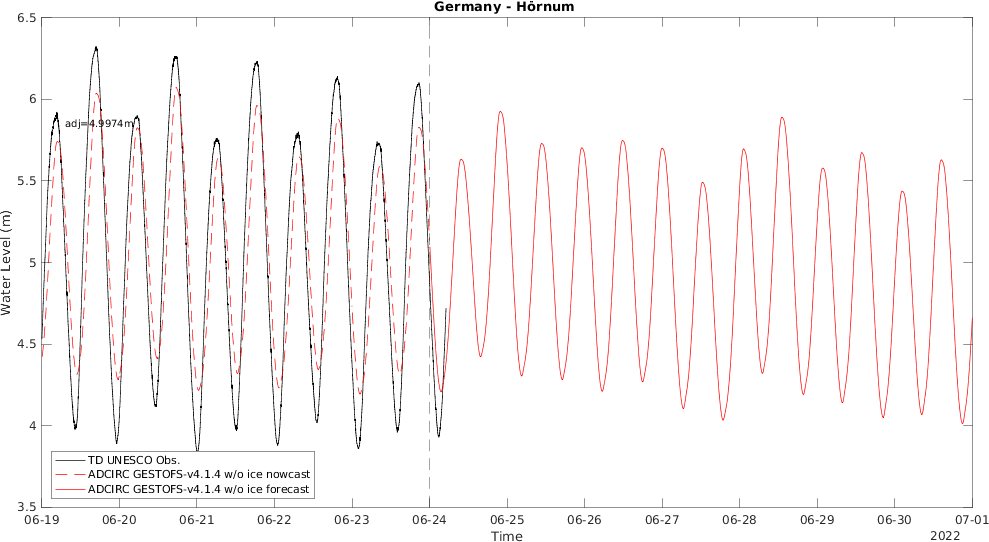 Germany - Hörnum
6.5
6
5.5
5
4.5
4
3.5
Water Level (m)
adj=4.9974m
TD UNESCO Obs.
ADCIRC GESTOFS-v4.1.4 w/o ice nowcast
ADCIRC GESTOFS-v4.1.4 w/o ice forecast
06-19 06-20 06-21 06-22 06-23 06-24 06-25 06-26 06-27 06-28 06-29 06-30 07-01
Time
2022